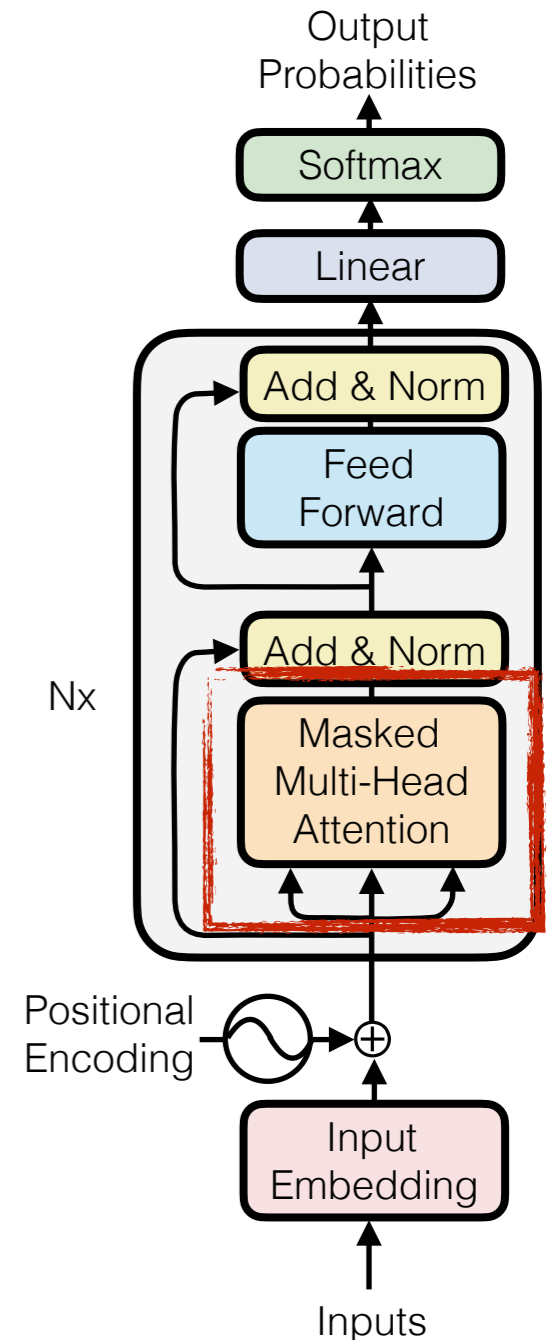 Output
Probabilities
Softmax
Linear
Add & Norm
Feed
Forward
Add & Norm
Nx
Masked
Multi-Head
Attention
Positional
Encoding
Input
Embedding
Inputs